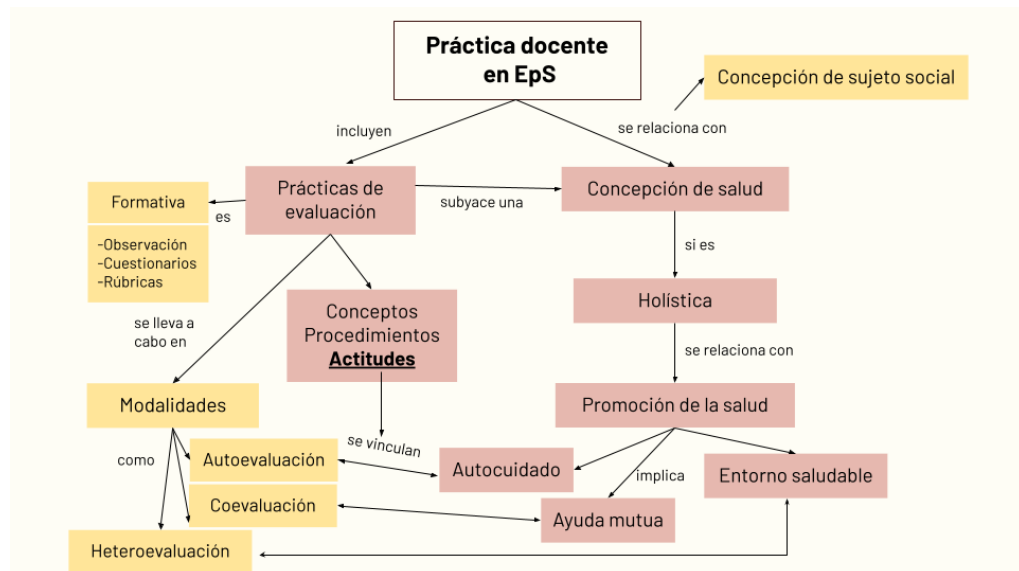 Práctica docente
en EpS
Concepción de sujeto social
incluyen
se relaciona con
Prácticas de
evaluación
Concepción de salud
Formativa
es
subyace una
-Observación
-Cuestionarios
-Rúbricas
si es
Conceptos
Procedimientos
Actitudes
Holística
se lleva a
cabo en
se relaciona con
Modalidades
Promoción de la salud
como
se vinculan
Autoevaluación
Autocuidado
implica
Entorno saludable
Coevaluación
Ayuda mutua
Heteroevaluación